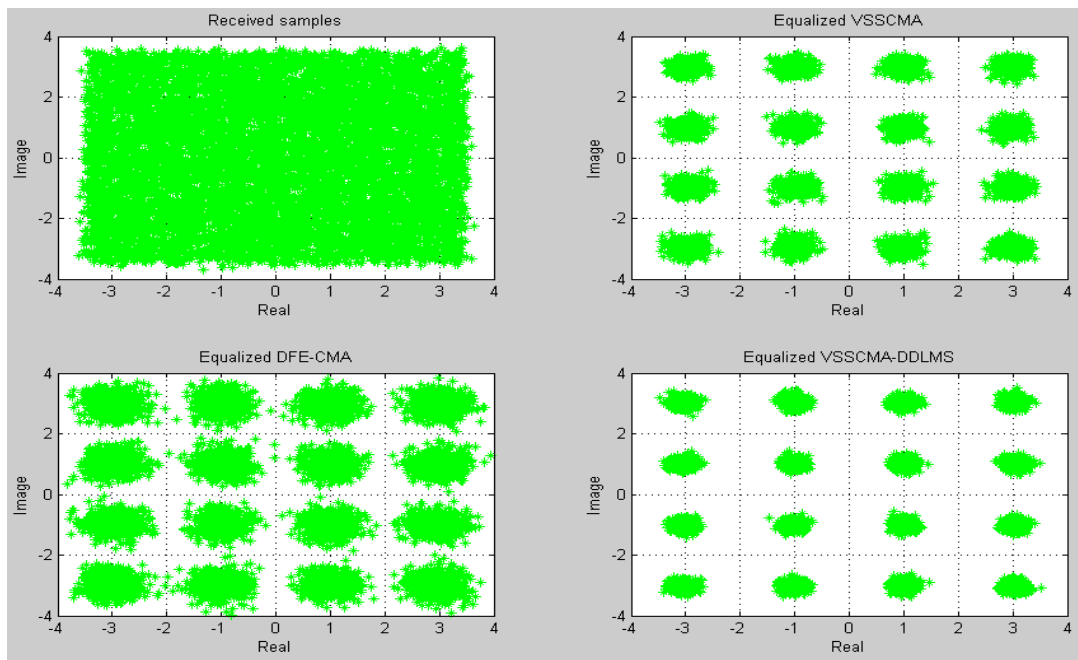 Received samples
4
2
0
-2
-4
Image
-4 -3 -2 -1 0 1 2 3 4
Real
Equalized VSSCMA
4
2
0
-2
-4
Image
-4 -3 -2 -1 0 1 2 3 4
Real
Equalized DFE-CMA
4
2
0
-2
-4
Image
-4 -3 -2 -1 0 1 2 3 4
Real
Equalized VSSCMA-DDLMS
4
2
0
-2
-4
Image
-4 -3 -2 -1 0 1 2 3 4
Real